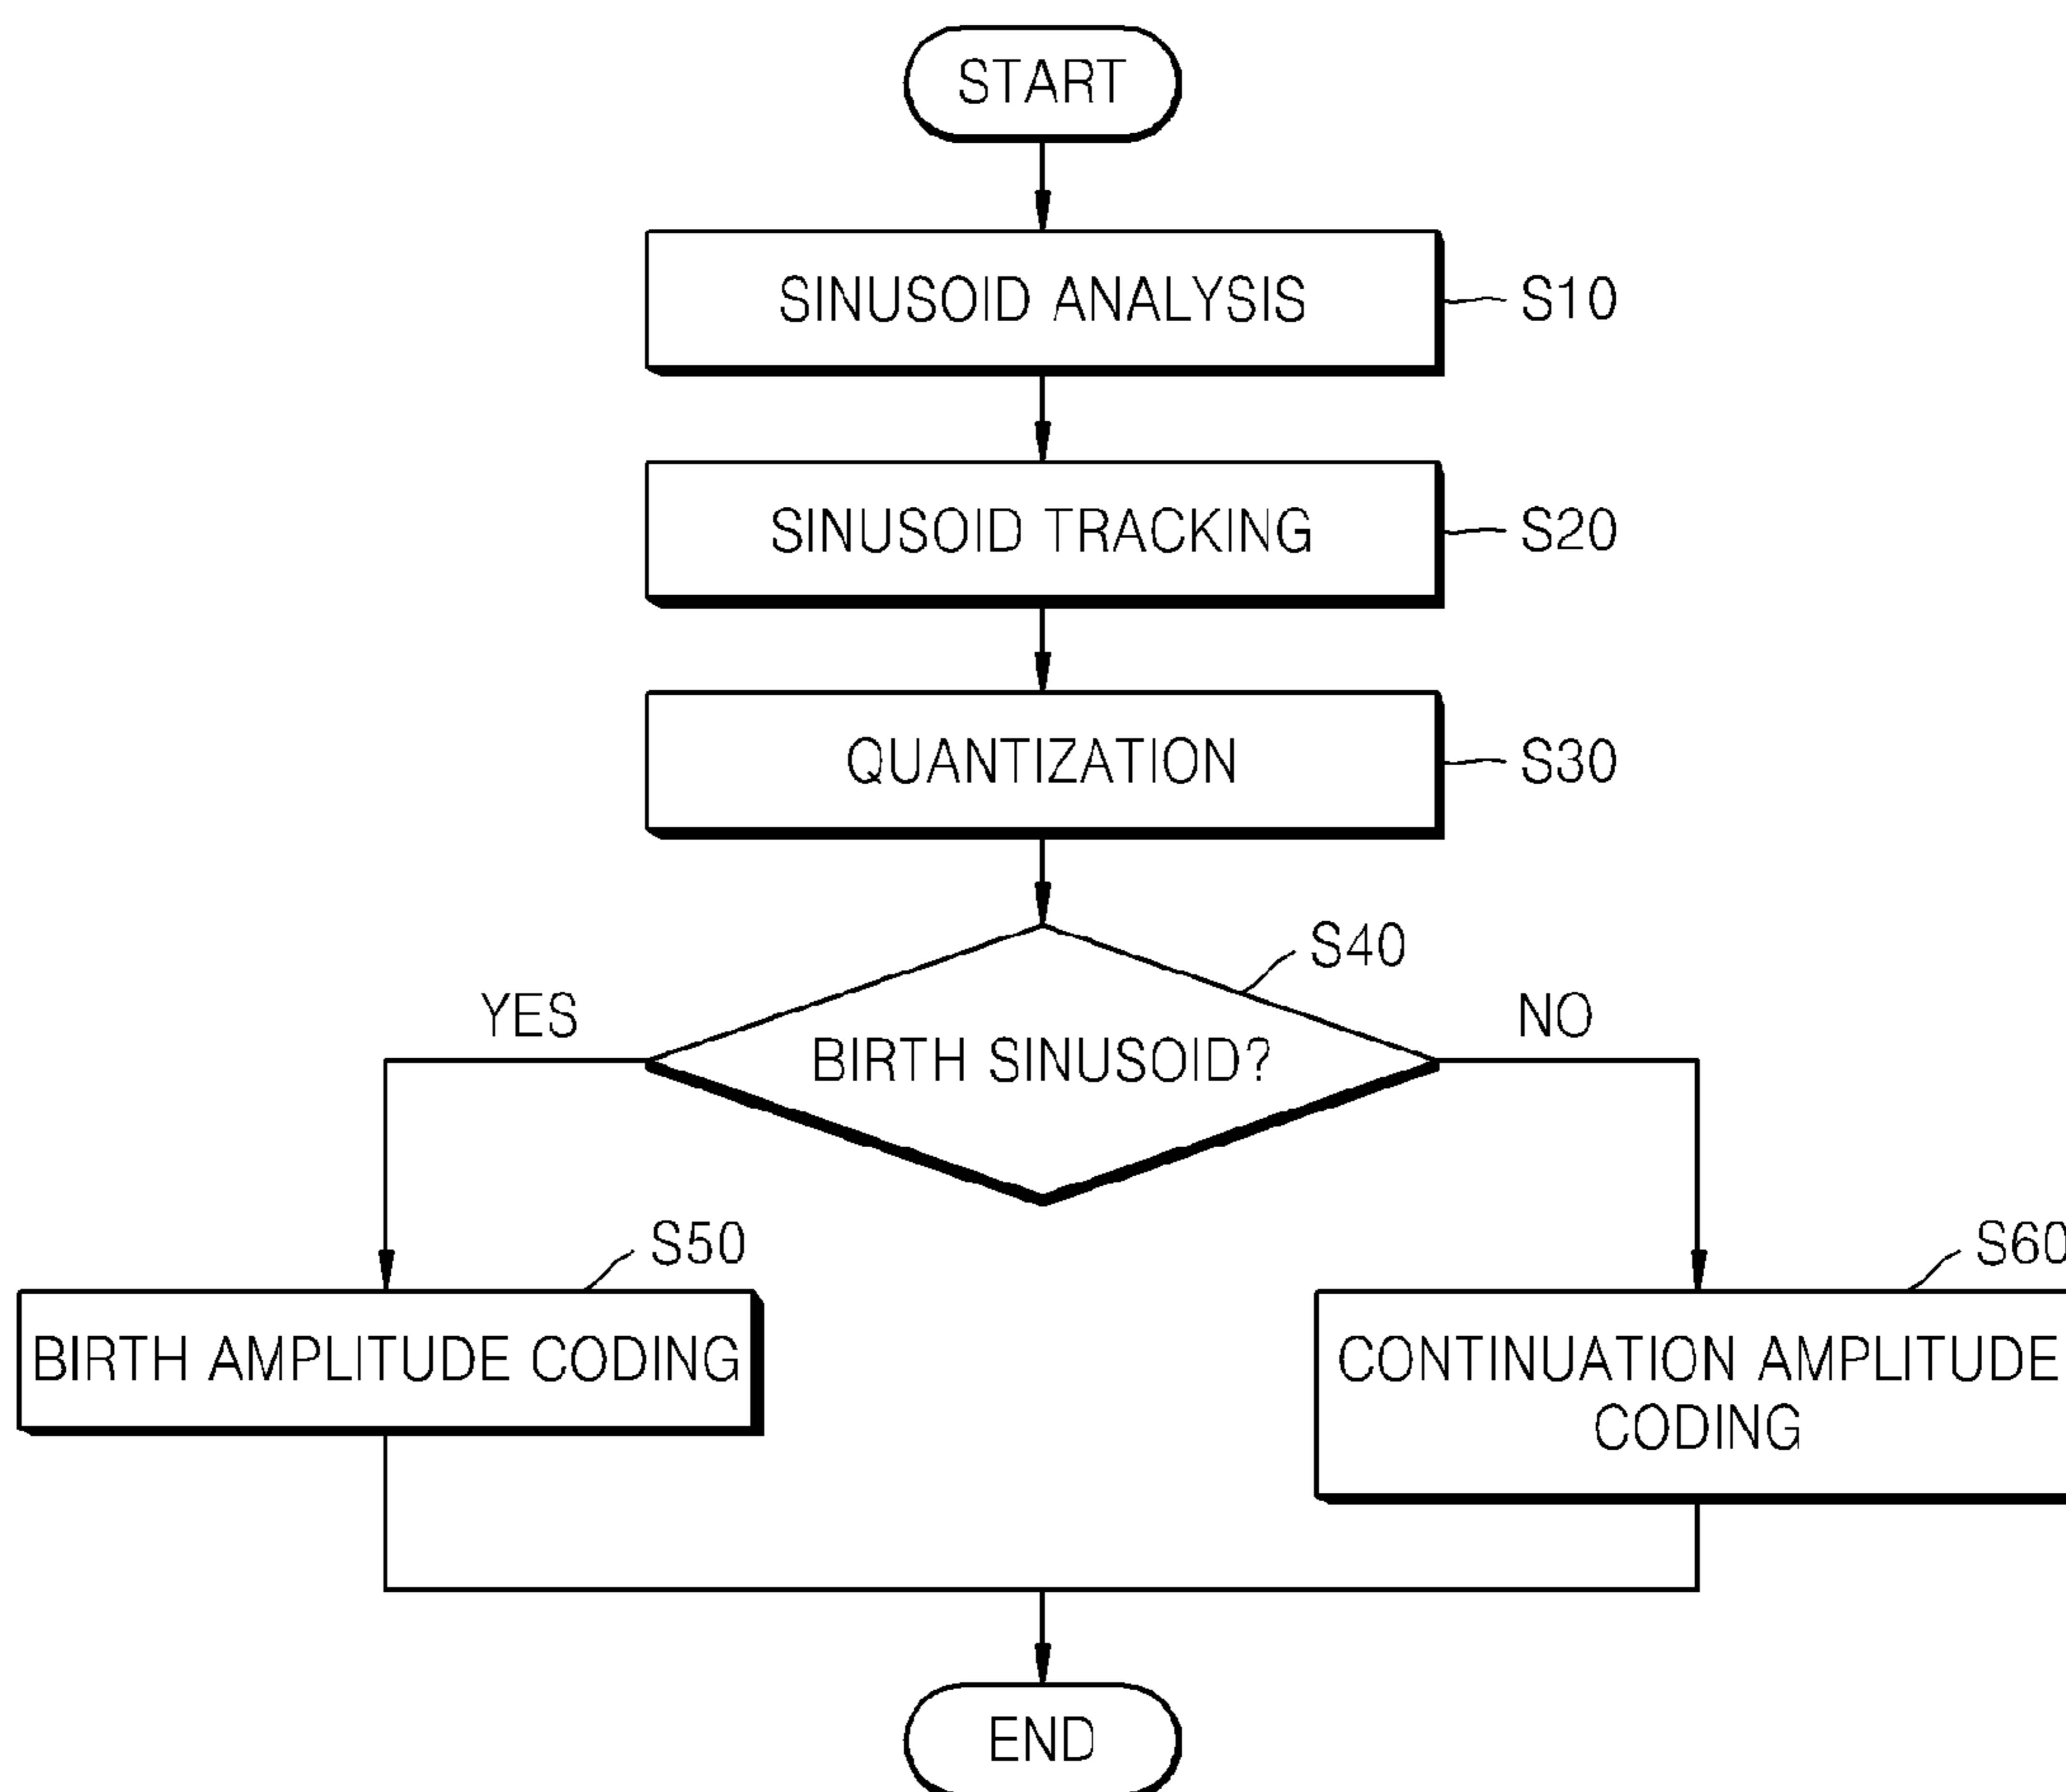 START
SINUSOID ANALYSIS
S10
SINUSOID TRACKING
S20
QUANTIZATION
S30
S40
YES
NO
BIRTH SINUSOID?
S50
S60
BIRTH AMPLITUDE CODING
CONTINUATION AMPLITUDE
CODING
END